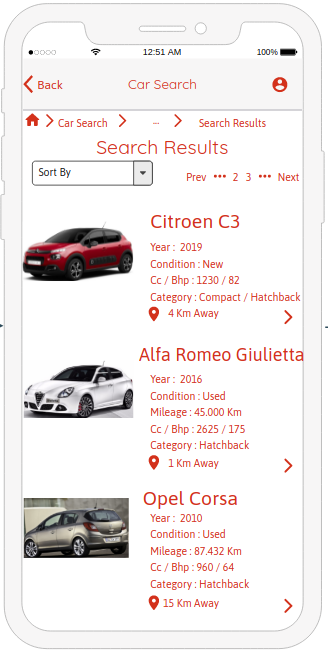 12:51 AM
100%
Back
Car Search
Car Search
...
Search Results
Search Results
Sort By
Prev ••• 2 3 ••• Next
Citroen C3
Year : 2019
Condition : New
Cc / Bhp : 1230 / 82
Category : Compact / Hatchback
4 Km Away
Alfa Romeo Giulietta
Year : 2016
Condition : Used
Mileage : 45.000 Km
Cc / Bhp : 2625 / 175
Category : Hatchback
1 Km Away
Opel Corsa
Year : 2010
Condition : Used
Mileage : 87.432 Km
Cc / Bhp : 960 / 64
Category : Hatchback
15 Km Away